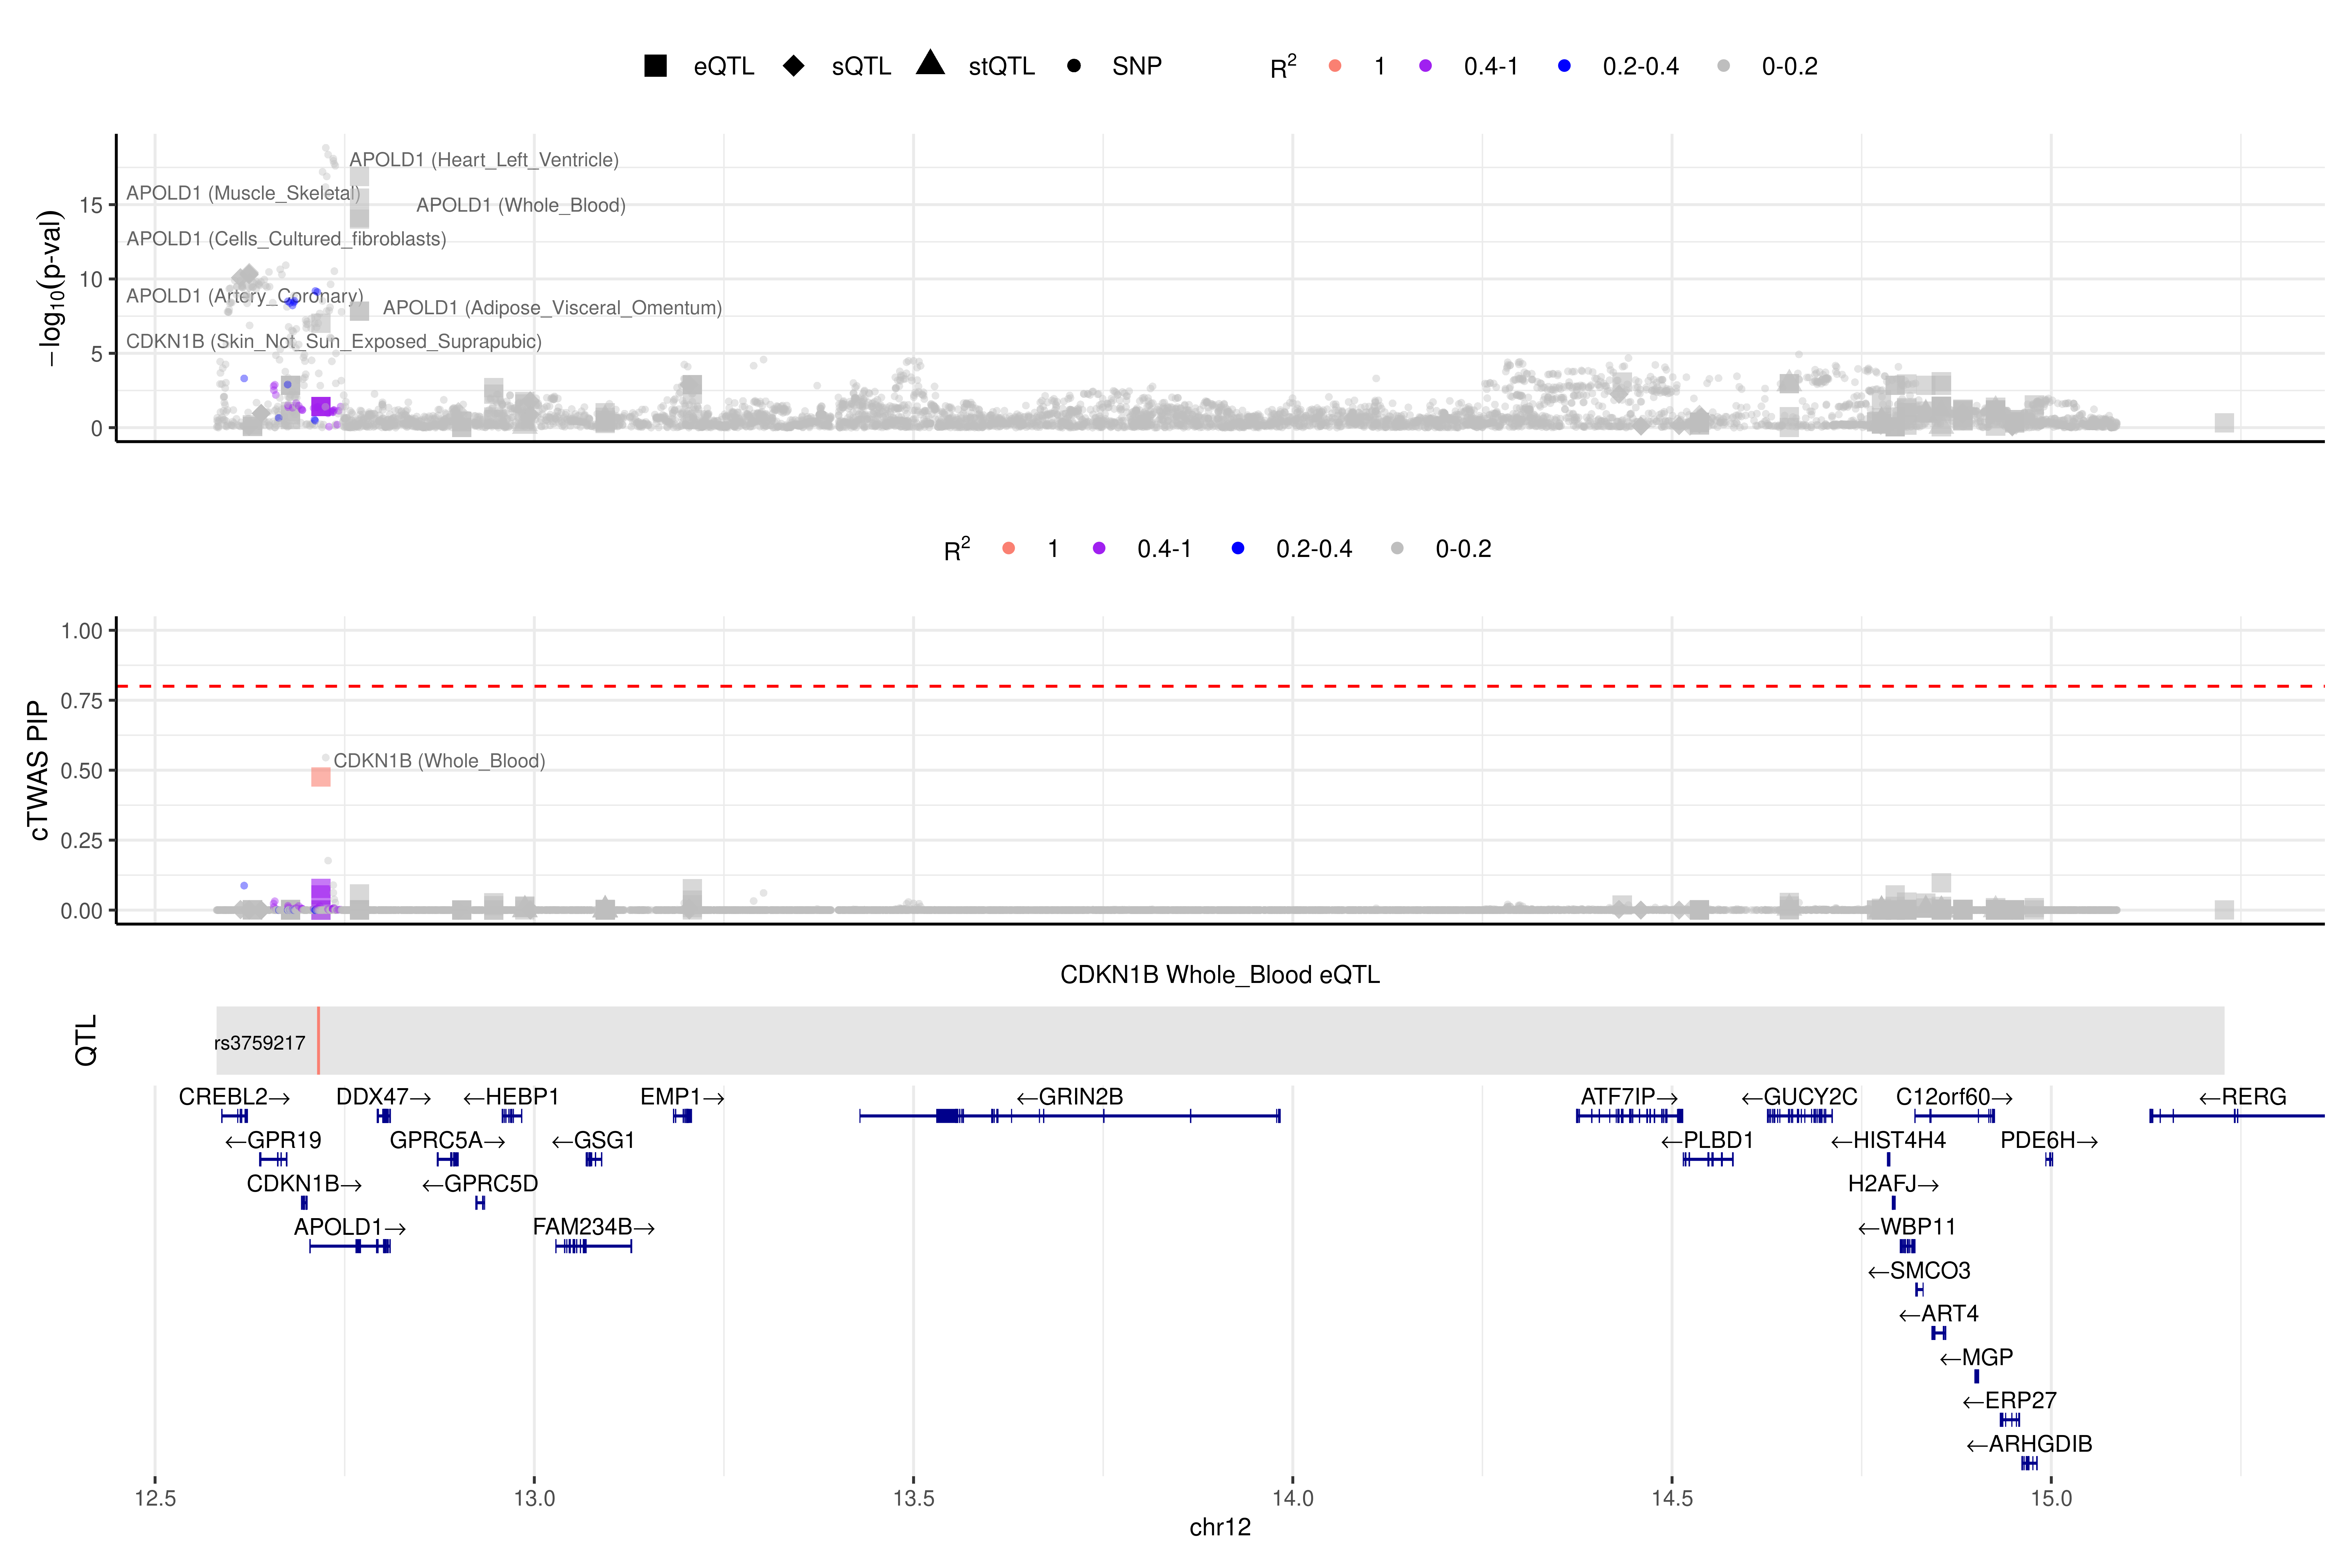 eQTL sQTL stQTL SNP R2 1 0.4-1 0.2-0.4 0-0.2
APOLD1 (Heart_Left_Ventricle)
APOLD1 (Muscle_Skeletal)
APOLD1 (Whole_Blood)
APOLD1 (Cells_Cultured_fibroblasts)
APOLD1 (Artery_Coronary)
APOLD1 (Adipose_Visceral_Omentum)
CDKN1B (Skin_Not_Sun_Exposed_Suprapubic)
−log10(p-val)
15
10
5
0
R2 1 0.4-1 0.2-0.4 0-0.2
cTWAS PIP
1.00
0.75
0.50
0.25
0.00
CDKN1B (Whole_Blood)
CDKN1B Whole_Blood eQTL
QTL
rs3759217
CREBL2→ DDX47→ ←HEBP1 EMP1→ ←GRIN2B ATF7IP→ ←GUCY2C C12orf60→ ←RERG
←GPR19 GPRC5A→ ←GSG1 ←PLBD1 ←HIST4H4 PDE6H→
CDKN1B→ ←GPRC5D H2AFJ→
APOLD1→ FAM234B→ ←WBP11
←SMCO3
←ART4
←MGP
←ERP27
←ARHGDIB
12.5 13.0 13.5 14.0 14.5 15.0
chr12